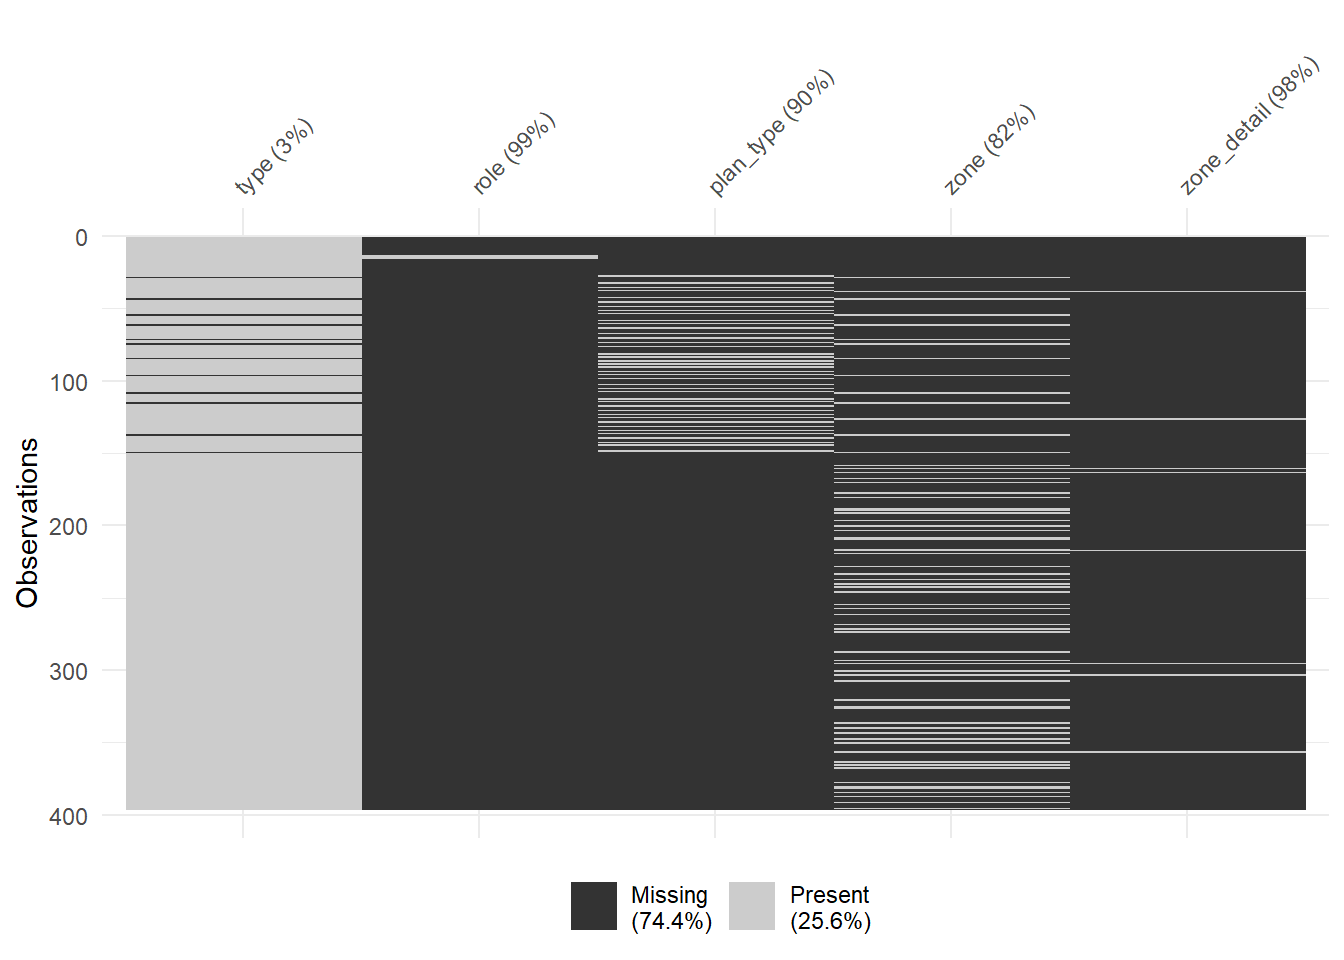 type (3%)
role (99%)
plan_type (90%)
zone (82%)
zone_detail (98%)
0
100
200
300
400
Observations
Missing
(74.4%)
Present
(25.6%)